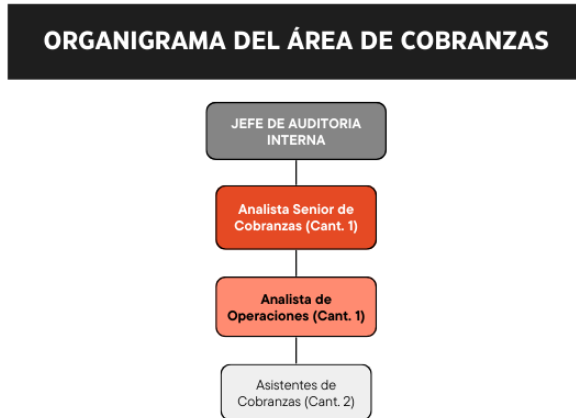 ORGANIGRAMA DEL ÁREA DE COBRANZAS
JEFE DE AUDITORIA
INTERNA
Analista Senior de
Cobranzas (Cant. 1)
Analista de
Operaciones (Cant. 1)
Asistentes de
Cobranzas (Cant. 2)